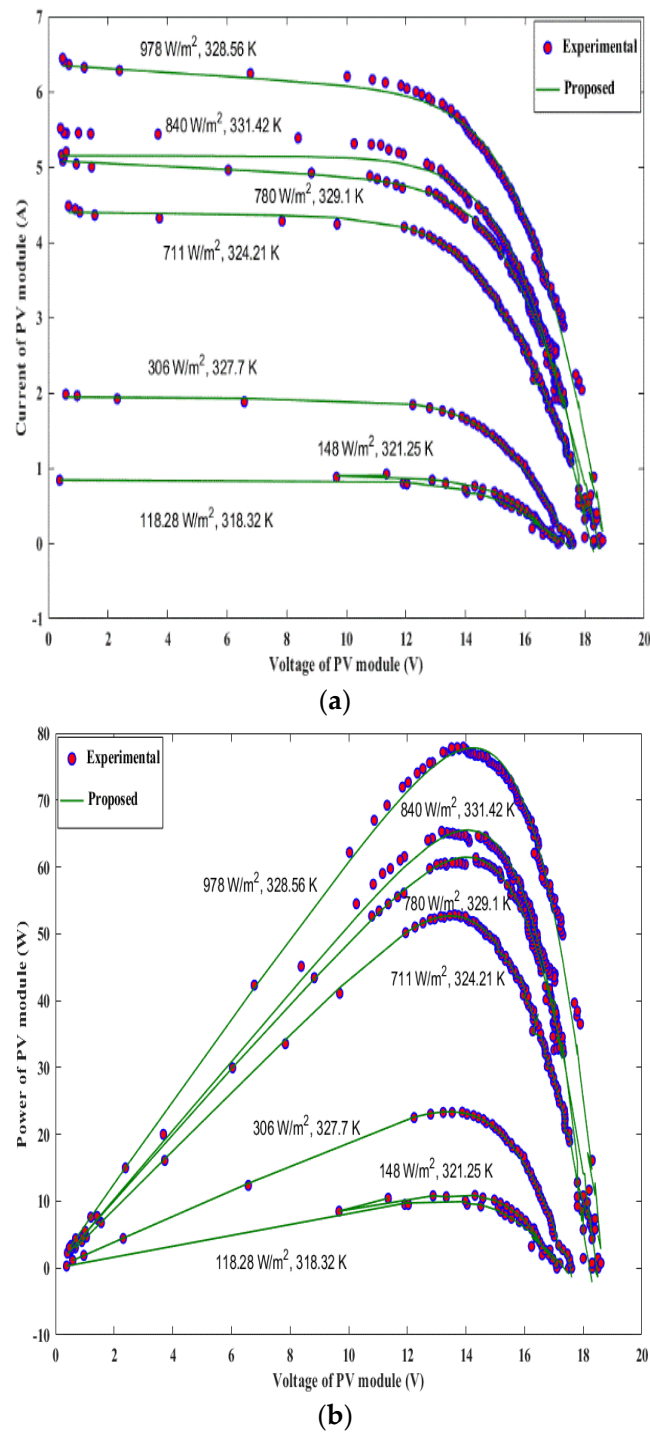 7
6
5
4
3
2
1
0
-1
Current of PV module (A)
978 W/m², 328.56 K
840 W/m², 331.42 K
780 W/m², 329.1 K
711 W/m², 324.21 K
306 W/m², 327.7 K
148 W/m², 321.25 K
118.28 W/m², 318.32 K
Experimental
Proposed
0 2 4 6 8 10 12 14 16 18 20
Voltage of PV module (V)
(a)
80
70
60
50
40
30
20
10
0
-10
Power of PV module (W)
Experimental
Proposed
840 W/m², 331.42 K
978 W/m², 328.56 K
780 W/m², 329.1 K
711 W/m², 324.21 K
306 W/m², 327.7 K
148 W/m², 321.25 K
118.28 W/m², 318.32 K
0 2 4 6 8 10 12 14 16 18 20
Voltage of PV module (V)
(b)